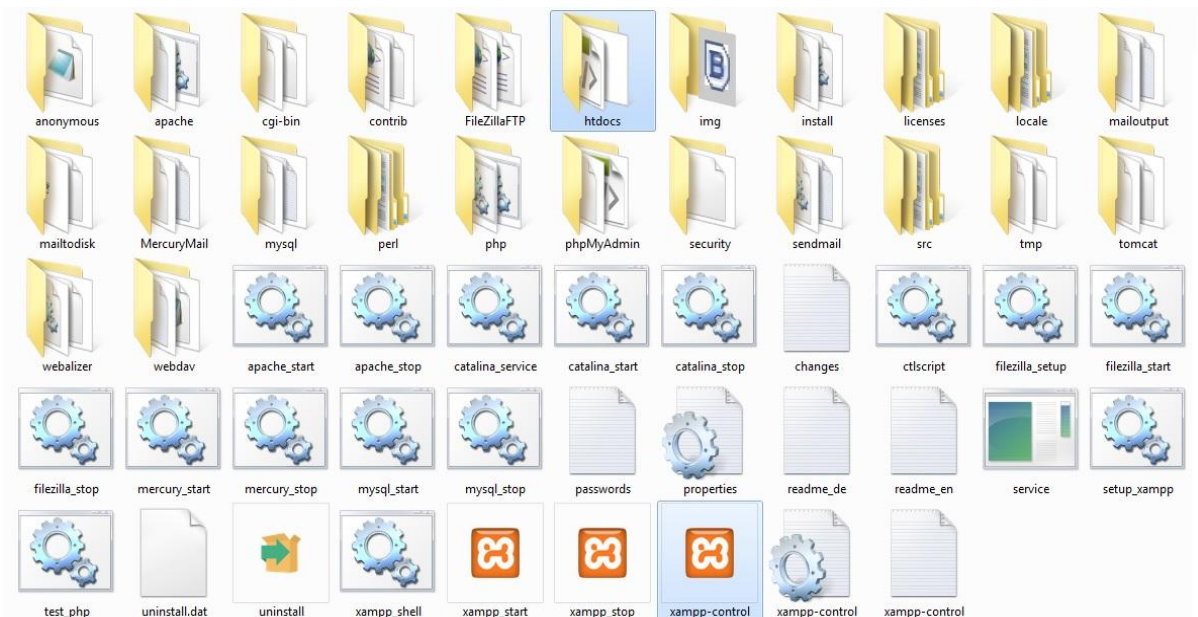 anonymous apache cgi-bin contrib FileZillaFTP htdocs img install licenses locale mailoutput
mailtodisk MercuryMail mysql perl php phpMyAdmin security sendmail src tmp tomcat
webalizer webdav apache_start apache_stop catalina_service catalina_start catalina_stop changes ctlscript filezilla_setup filezilla_start
filezilla_stop mercury_start mercury_stop mysql_start mysql_stop passwords properties readme_de readme_en service setup_xampp
test_php uninstall.dat uninstall xampp_shell xampp_start xampp_stop xampp-control xampp-control xampp-control